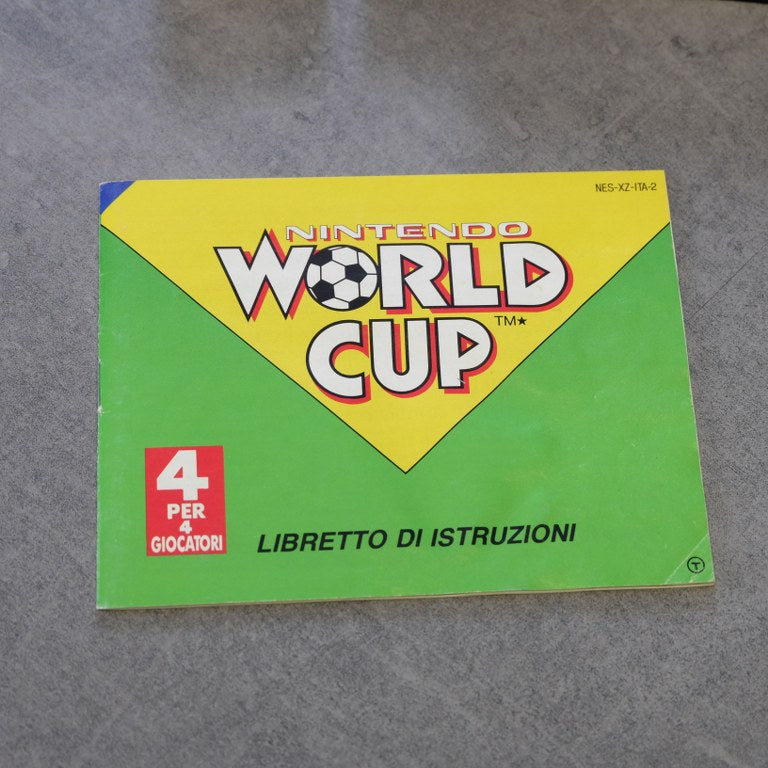 NES-XZ-ITA-2
NINTENDO
WORLD
CUP TM★
4
PER
4
GIOCATORI
LIBRETTO DI ISTRUZIONI
T